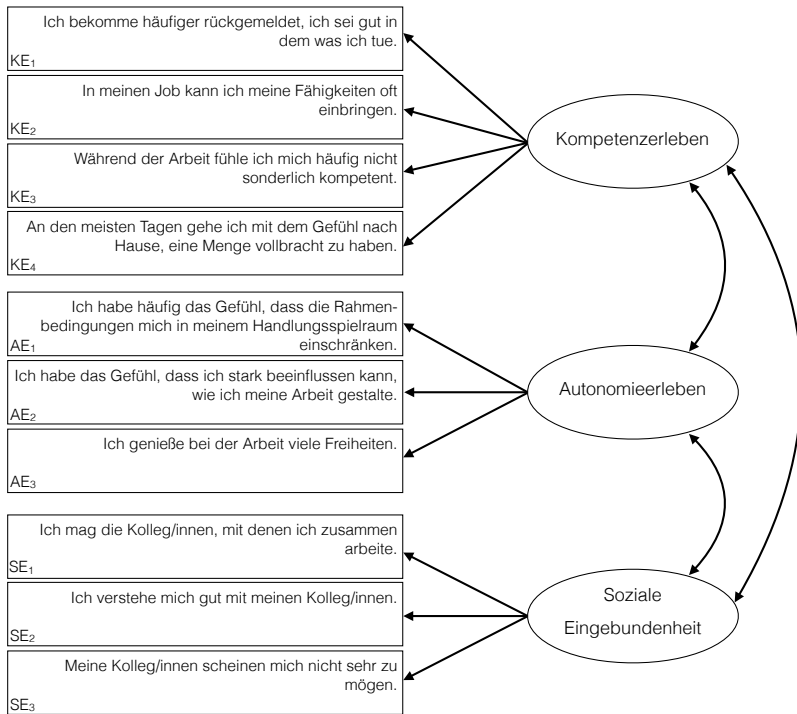 Ich bekomme häufiger rückgemeldet, ich sei gut in
dem was ich tue.
KE₁
In meinen Job kann ich meine Fähigkeiten oft
einbringen.
KE₂
Während der Arbeit fühle ich mich häufig nicht
sonderlich kompetent.
KE₃
An den meisten Tagen gehe ich mit dem Gefühl nach
Hause, eine Menge vollbracht zu haben.
KE₄
Kompetenzerleben
Ich habe häufig das Gefühl, dass die Rahmen-
bedingungen mich in meinem Handlungsspielraum
einschränken.
AE₁
Ich habe das Gefühl, dass ich stark beeinflussen kann,
wie ich meine Arbeit gestalte.
AE₂
Ich genieße bei der Arbeit viele Freiheiten.
AE₃
Autonomieerleben
Ich mag die Kolleg/innen, mit denen ich zusammen
arbeite.
SE₁
Ich verstehe mich gut mit meinen Kolleg/innen.
SE₂
Meine Kolleg/innen scheinen mich nicht sehr zu
mögen.
SE₃
Soziale
Eingebundenheit